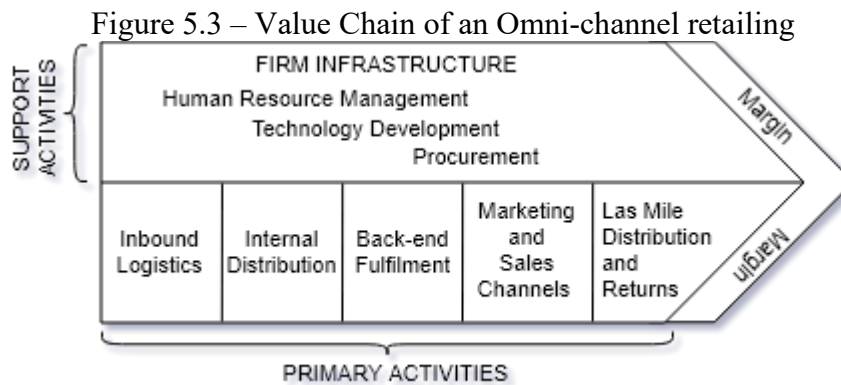 Figure 5.3 – Value Chain of an Omni-channel retailing
SUPPORT
ACTIVITIES
FIRM INFRASTRUCTURE
Human Resource Management
Technology Development
Procurement
Margin
Inbound
Logistics
Internal
Distribution
Back-end
Fulfilment
Marketing
and
Sales
Channels
Las Mile
Distribution
and
Returns
Margin
PRIMARY ACTIVITIES